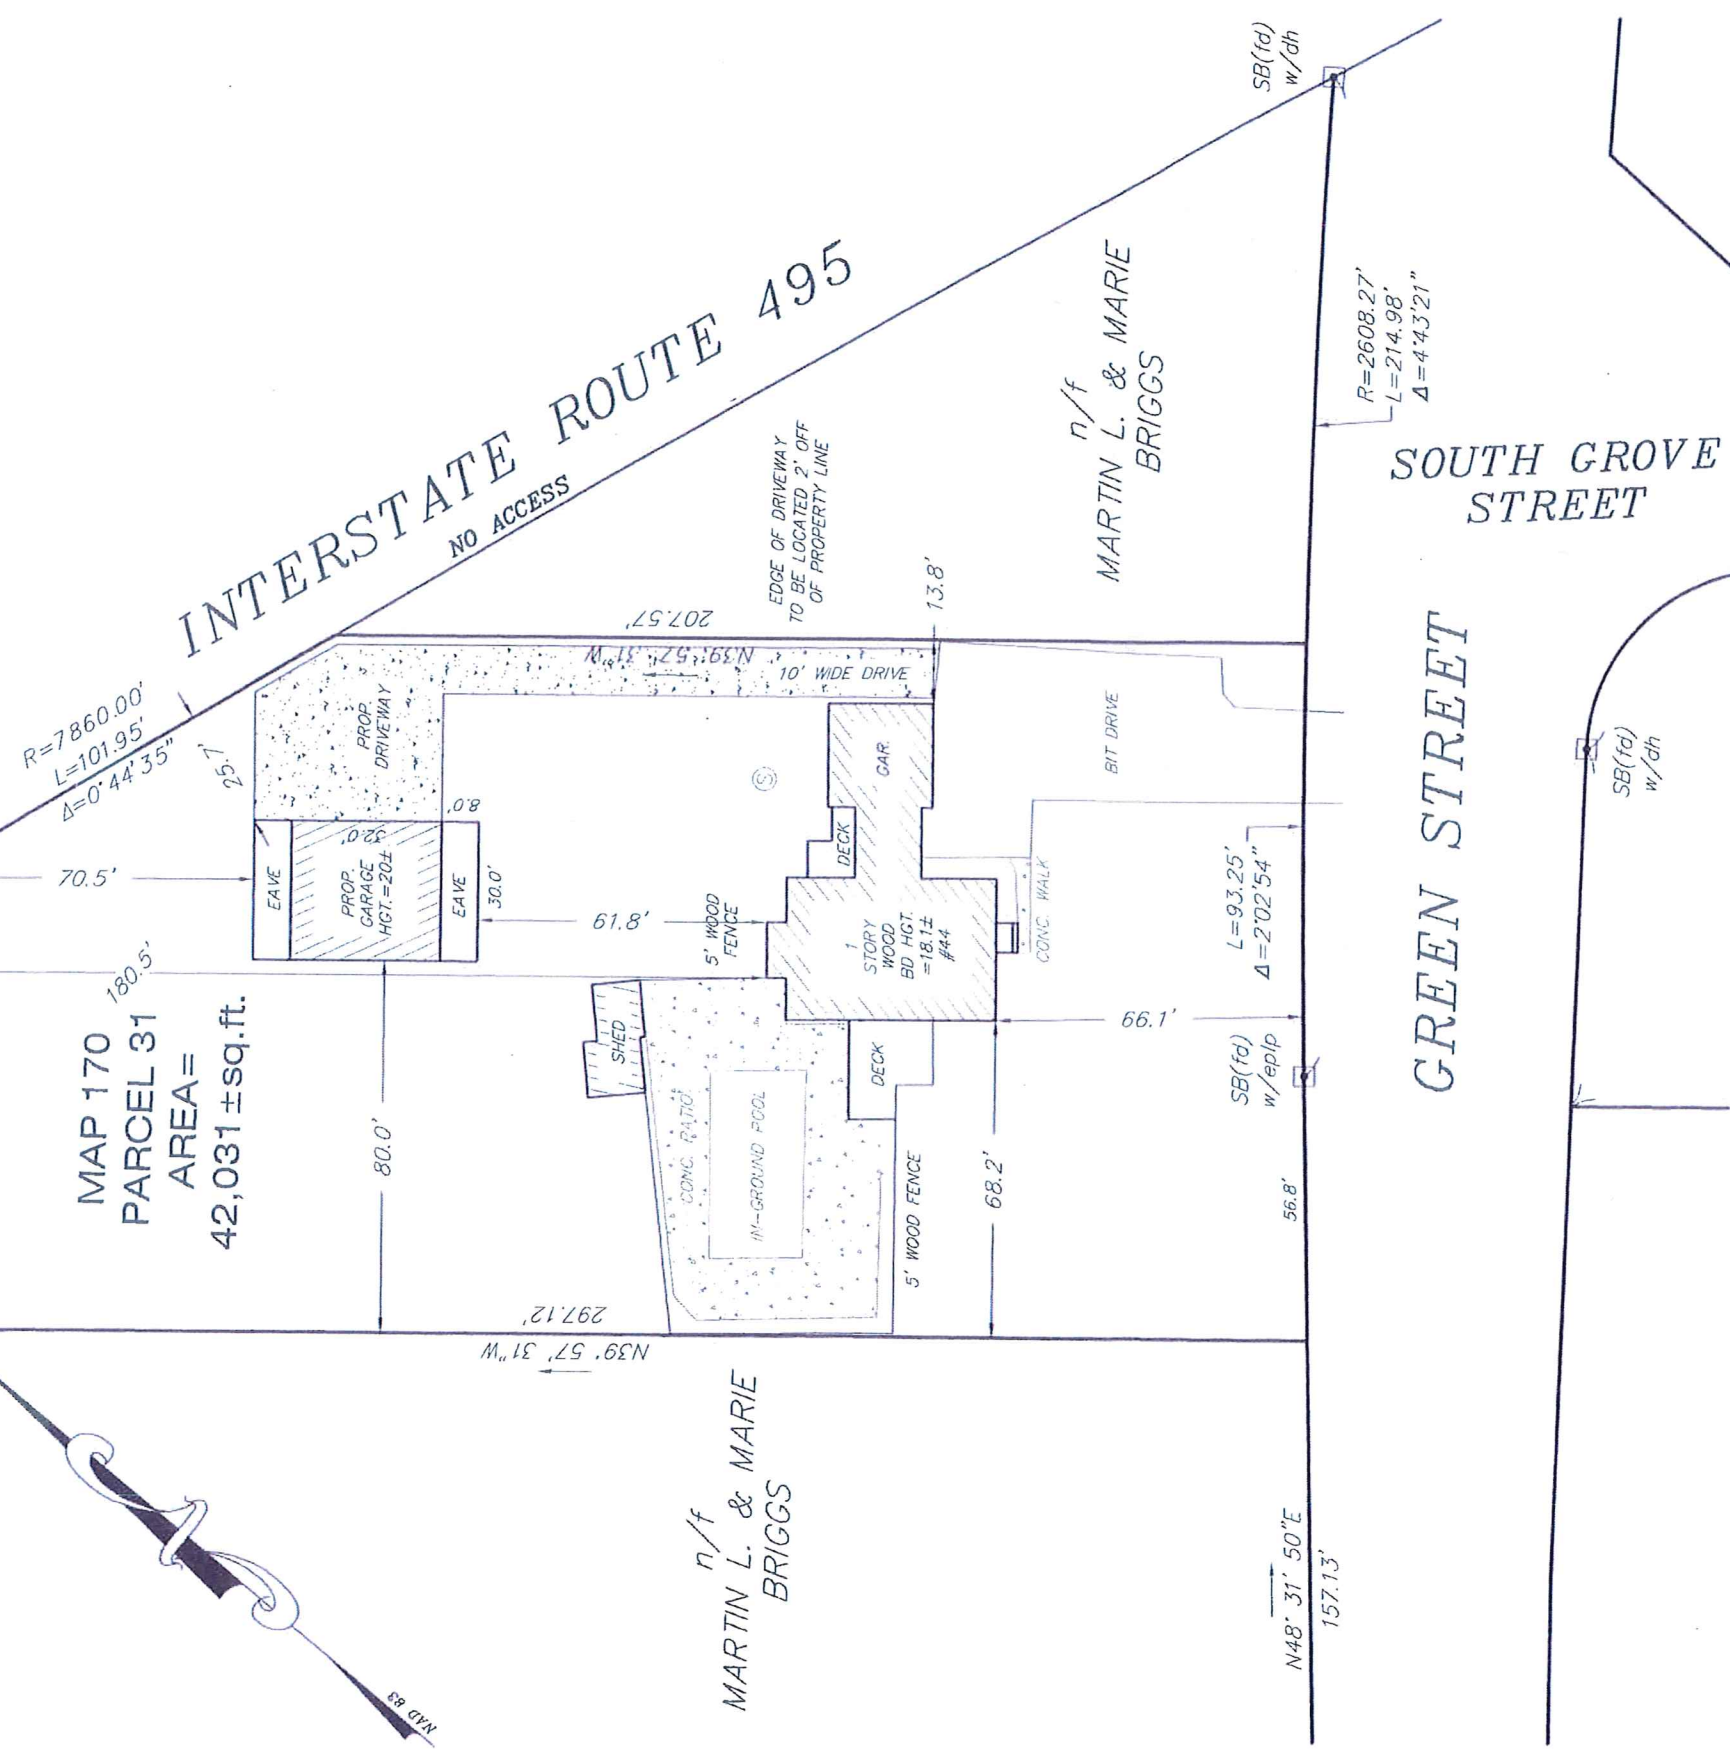 INTERSTATE ROUTE 495
NO ACCESS
R=7860.00'
L=101.95'
Δ=0°44'35"
25.7'
70.5'
180.5'
MAP 170
PARCEL 31
AREA=
42,031±sq.ft.
PROP.
DRIVEWAY
EAVE
PROP.
GARAGE
HGT.=20±
32.0'
EAVE
8.0'
30.0'
61.8'
80.0'
207.57'
N39°57'31"W
10' WIDE DRIVE
EDGE OF DRIVEWAY
TO BE LOCATED 2' OFF
OF PROPERTY LINE
13.8'
n/f
MARTIN L. & MARIE
BRIGGS
SB(fd)
w/dh
R=2608.27'
L=214.98'
Δ=4°43'21"
SOUTH GROVE
STREET
GREEN STREET
SB(fd)
w/dh
BIT DRIVE
GAR.
S
DECK
1
STORY
WOOD
BD HGT.
=18.1±
#44
CONC. WALK
5' WOOD
FENCE
SHED
CONC. PATIO
IN-GROUND POOL
DECK
5' WOOD FENCE
68.2'
66.1'
L=93.25'
Δ=2°02'54"
SB(fd)
w/eplp
56.8'
297.12'
N39° 57' 31"W
n/f
MARTIN L. & MARIE
BRIGGS
N48° 31' 50"E
157.13'
NAD 83